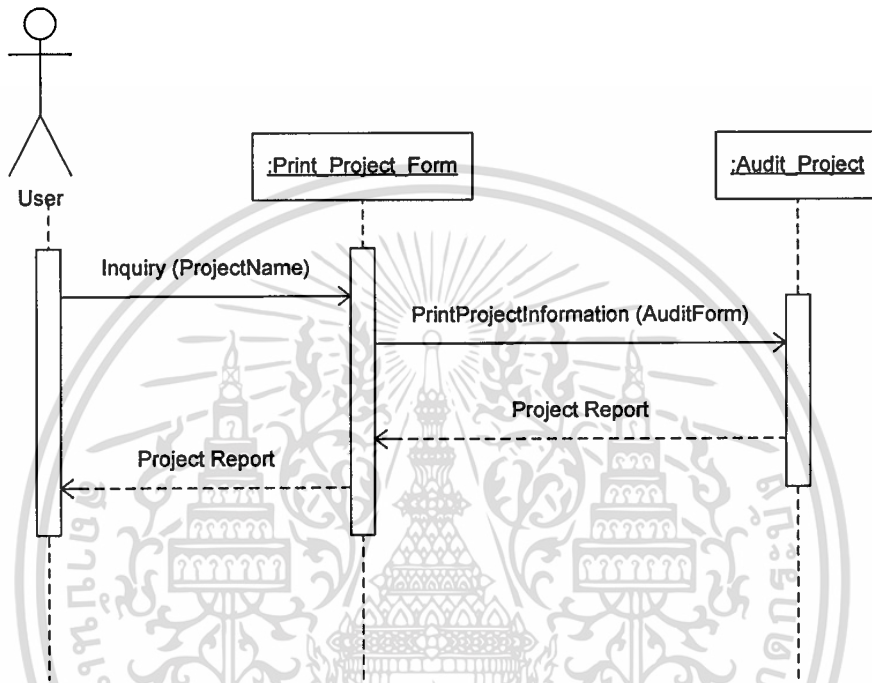 :Print_Project_Form
:Audit_Project
User
Inquiry (ProjectName)
PrintProjectInformation (AuditForm)
Project Report
Project Report